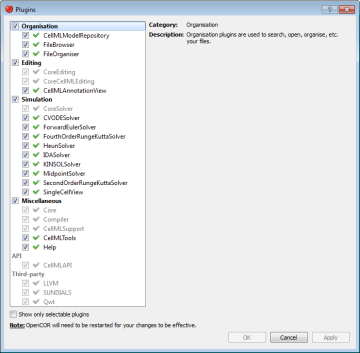 Plugins
Organisation
CellMLModelRepository
FileBrowser
FileOrganiser
Editing
CoreEditing
CoreCellMLEditing
CellMLAnnotationView
Simulation
CoreSolver
CVODESolver
ForwardEulerSolver
FourthOrderRungeKuttaSolver
HeunSolver
IDASolver
KINSOLSolver
MidpointSolver
SecondOrderRungeKuttaSolver
SingleCellView
Miscellaneous
Core
Compiler
CellMLSupport
CellMLTools
Help
API
CellMLAPI
Third-party
LLVM
SUNDIALS
Qwt
Category: Organisation
Description: Organisation plugins are used to search, open, organise, etc.
your files.
Show only selectable plugins
Note: OpenCOR will need to be restarted for your changes to be effective.
OK Cancel Apply